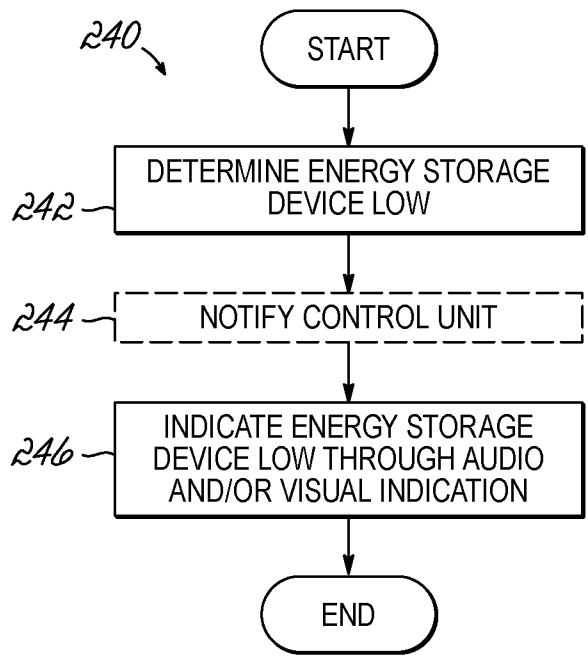 240
START
242
DETERMINE ENERGY STORAGE
DEVICE LOW
244
NOTIFY CONTROL UNIT
246
INDICATE ENERGY STORAGE
DEVICE LOW THROUGH AUDIO
AND/OR VISUAL INDICATION
END